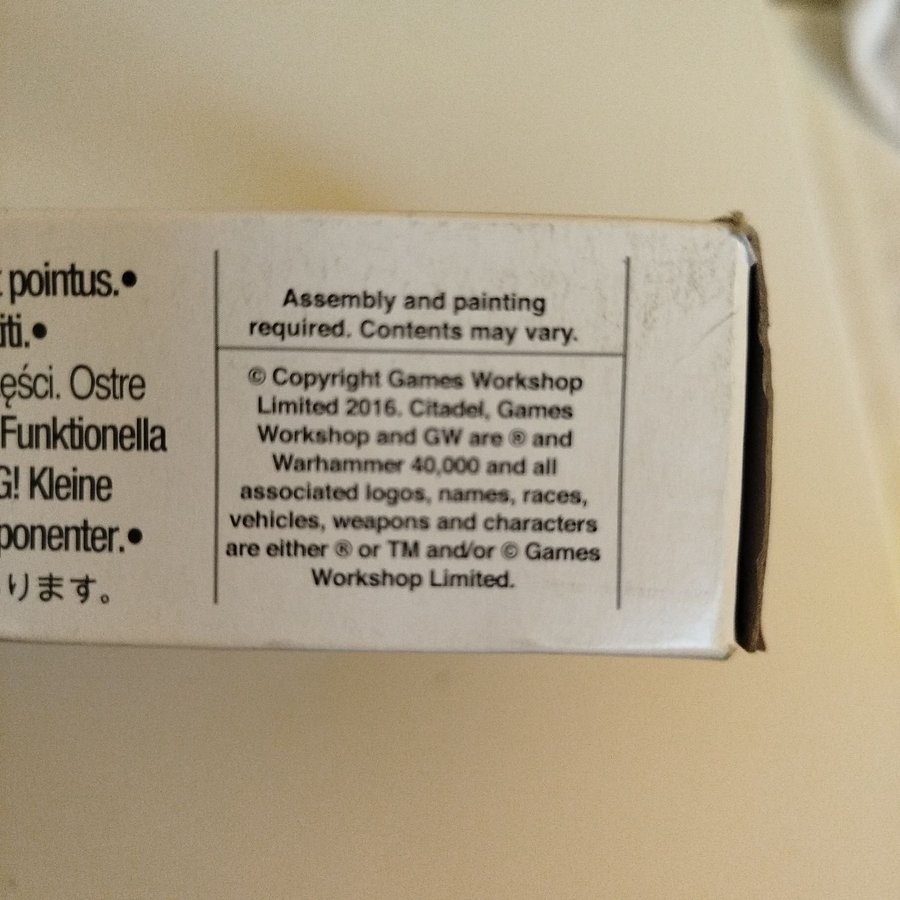 pointus.•
iti.•
ęści. Ostre
Funktionella
G! Kleine
ponenter.•
ります。
Assembly and painting
required. Contents may vary.
© Copyright Games Workshop
Limited 2016. Citadel, Games
Workshop and GW are ® and
Warhammer 40,000 and all
associated logos, names, races,
vehicles, weapons and characters
are either ® or TM and/or © Games
Workshop Limited.